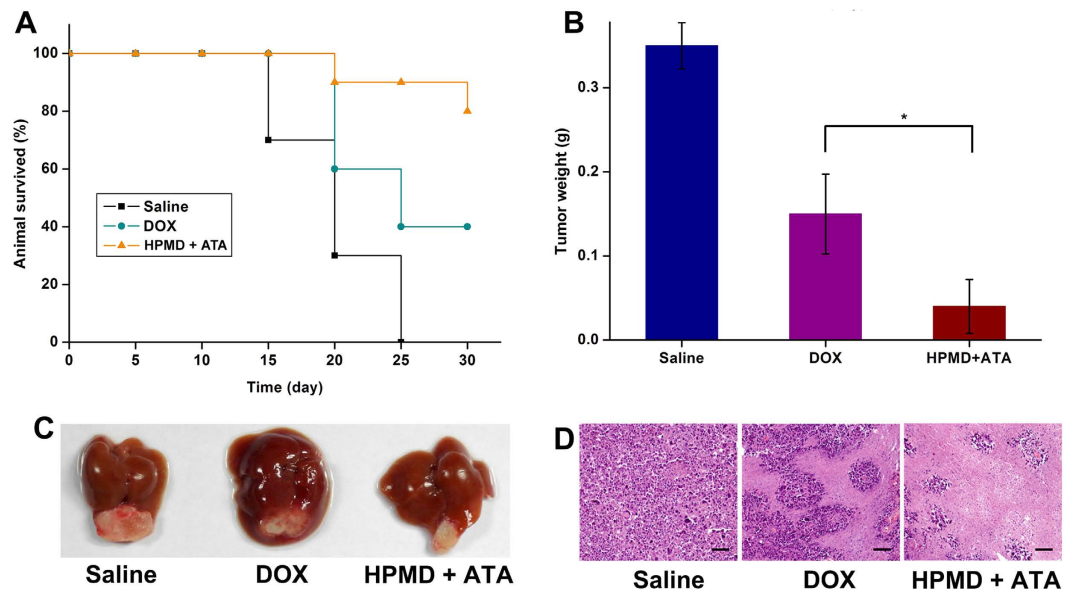 A
Animal survived (%)
100
80
60
40
20
0
Saline
DOX
HPMD + ATA
0 5 10 15 20 25 30
Time (day)
B
Tumor weight (g)
0.3
0.2
0.1
0.0
*
Saline DOX HPMD+ATA
C
Saline DOX HPMD + ATA
D
Saline DOX HPMD + ATA